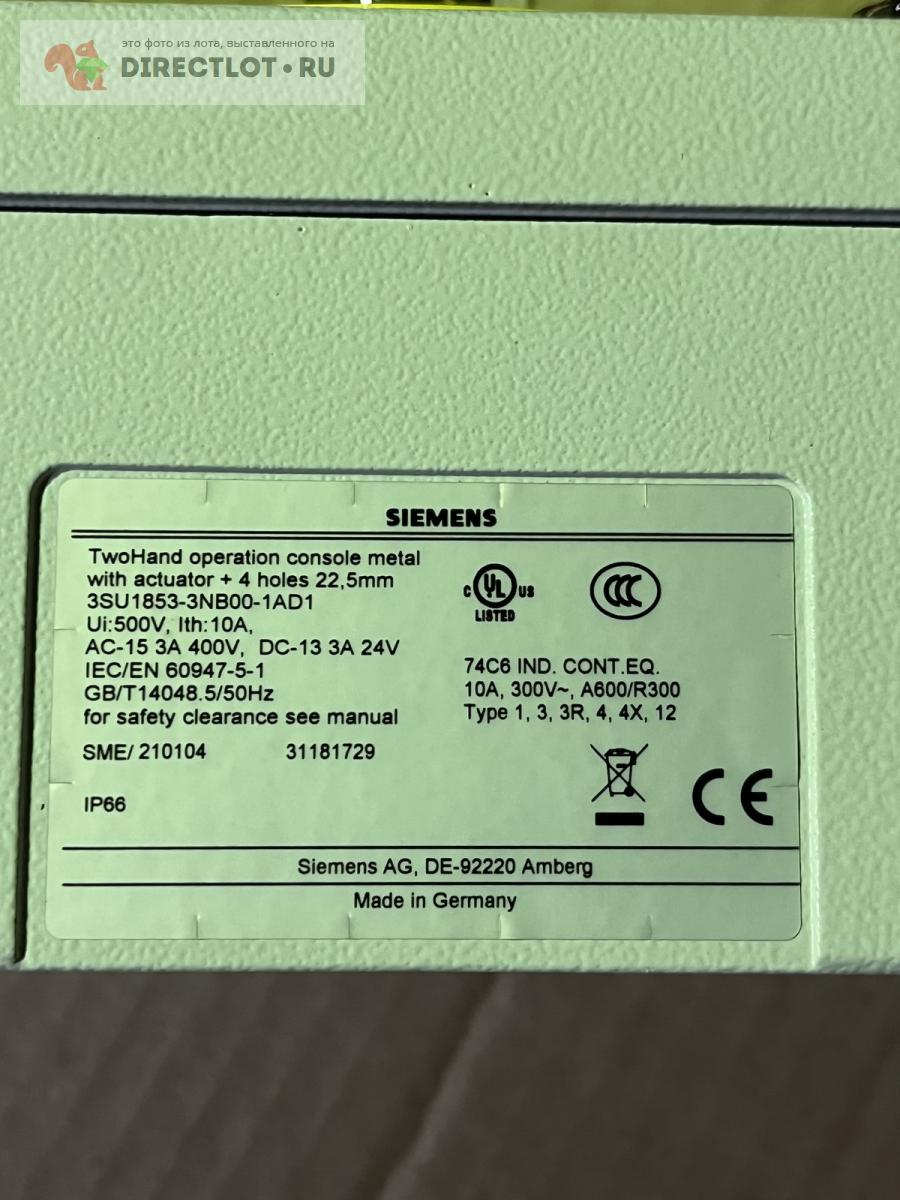 это фото из лота, выставленного на
DIRECTLOT•RU
SIEMENS
TwoHand operation console metal
with actuator + 4 holes 22,5mm
3SU1853-3NB00-1AD1
Ui:500V, Ith:10A,
AC-15 3A 400V, DC-13 3A 24V
IEC/EN 60947-5-1
GB/T14048.5/50Hz
for safety clearance see manual
SME/ 210104 31181729
IP66
C UL US
LISTED
CCC
74C6 IND. CONT.EQ.
10A, 300V~, A600/R300
Type 1, 3, 3R, 4, 4X, 12
CE
Siemens AG, DE-92220 Amberg
Made in Germany